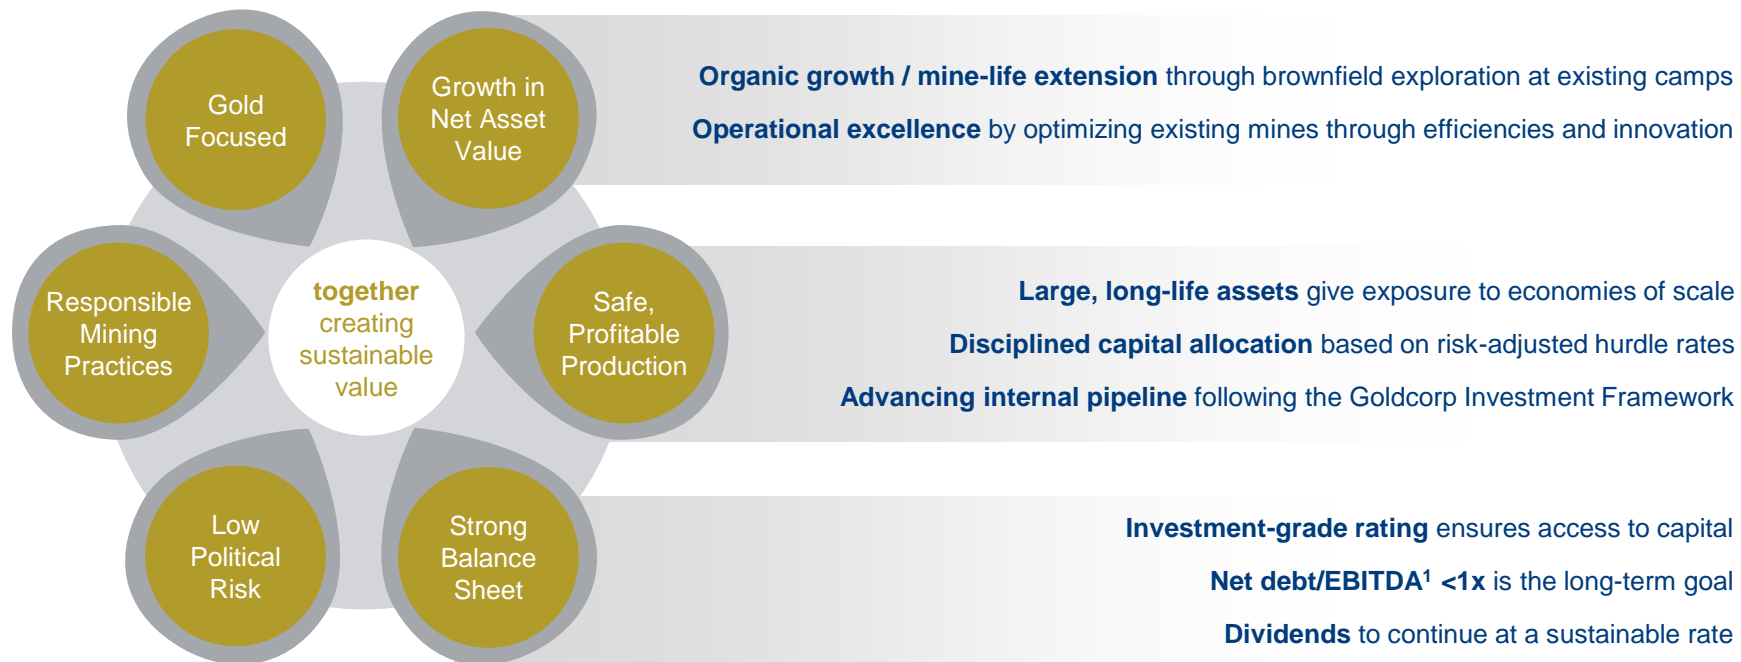 Gold
Focused
Growth in
Net Asset
Value
Organic growth / mine-life extension through brownfield exploration at existing camps
Operational excellence by optimizing existing mines through efficiencies and innovation
Responsible
Mining
Practices
together
creating
sustainable
value
Safe,
Profitable
Production
Large, long-life assets give exposure to economies of scale
Disciplined capital allocation based on risk-adjusted hurdle rates
Advancing internal pipeline following the Goldcorp Investment Framework
Low
Political
Risk
Strong
Balance
Sheet
Investment-grade rating ensures access to capital
Net debt/EBITDA¹ <1x is the long-term goal
Dividends to continue at a sustainable rate